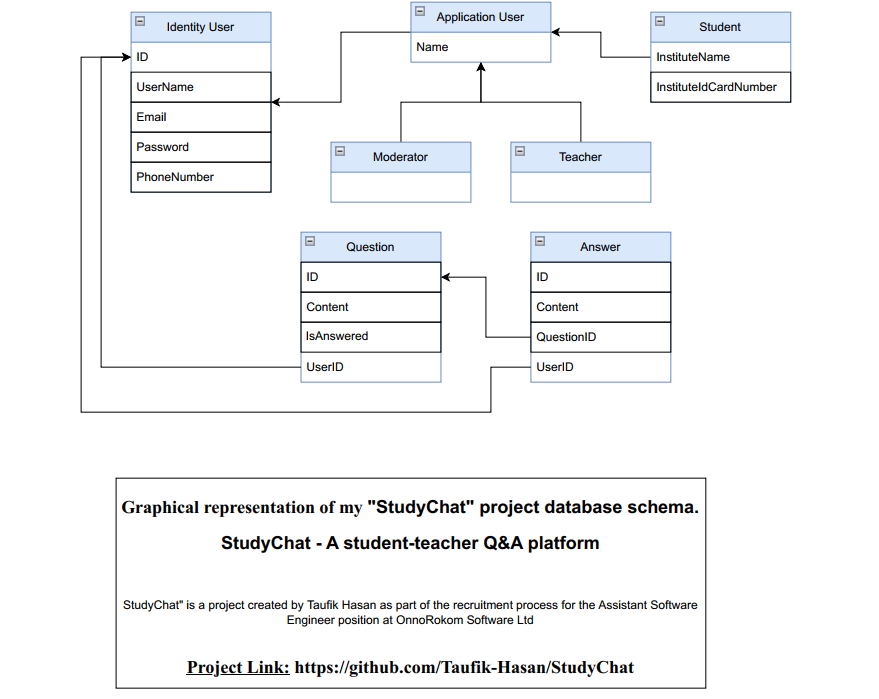 Identity User
ID
UserName
Email
Password
PhoneNumber
Application User
Name
Student
InstituteName
InstituteIdCardNumber
Moderator
Teacher
Question
ID
Content
IsAnswered
UserID
Answer
ID
Content
QuestionID
UserID
Graphical representation of my "StudyChat" project database schema.
StudyChat - A student-teacher Q&A platform
StudyChat" is a project created by Taufik Hasan as part of the recruitment process for the Assistant Software
Engineer position at OnnoRokom Software Ltd
Project Link: https://github.com/Taufik-Hasan/StudyChat